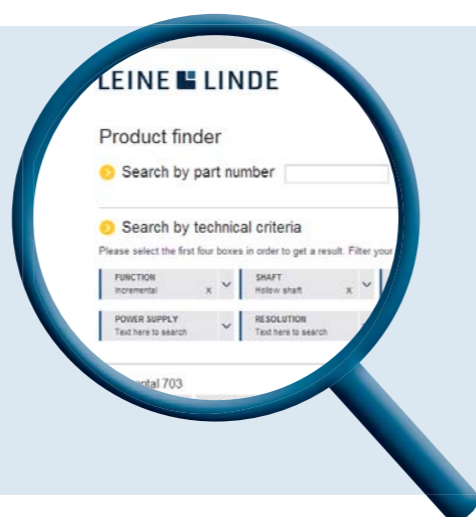 LEINE LINDE
Product finder
Search by part number
Search by technical criteria
Please select the first four boxes in order to get a result. Filter your
FUNCTION
Incremental x
SHAFT
Hollow shaft x
POWER SUPPLY
Text here to search
RESOLUTION
Text here to search
703